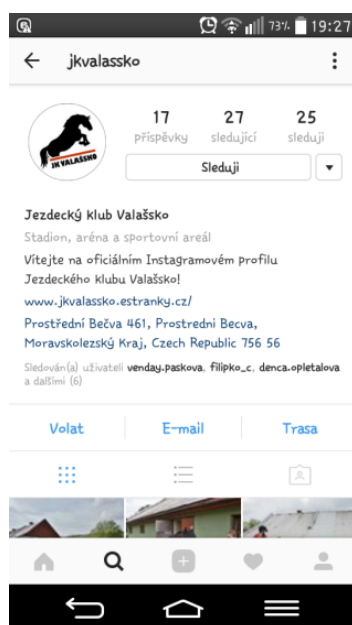 73% 19:27
jkvalassko
17 27 25
příspěvky sledující sleduji
JK VALAŠSKO
Sleduji
Jezdecký klub Valašsko
Stadion, aréna a sportovní areál
Vítejte na oficiálním Instagramovém profilu
Jezdeckého klubu Valašsko!
www.jkvalassko.estranky.cz/
Prostřední Bečva 461, Prostredni Becva,
Moravskolezský Kraj, Czech Republic 756 56
Sledován(a) uživateli venday.paskova, filipko_c, denca.opletalova
a dalšími (6)
Volat E-mail Trasa